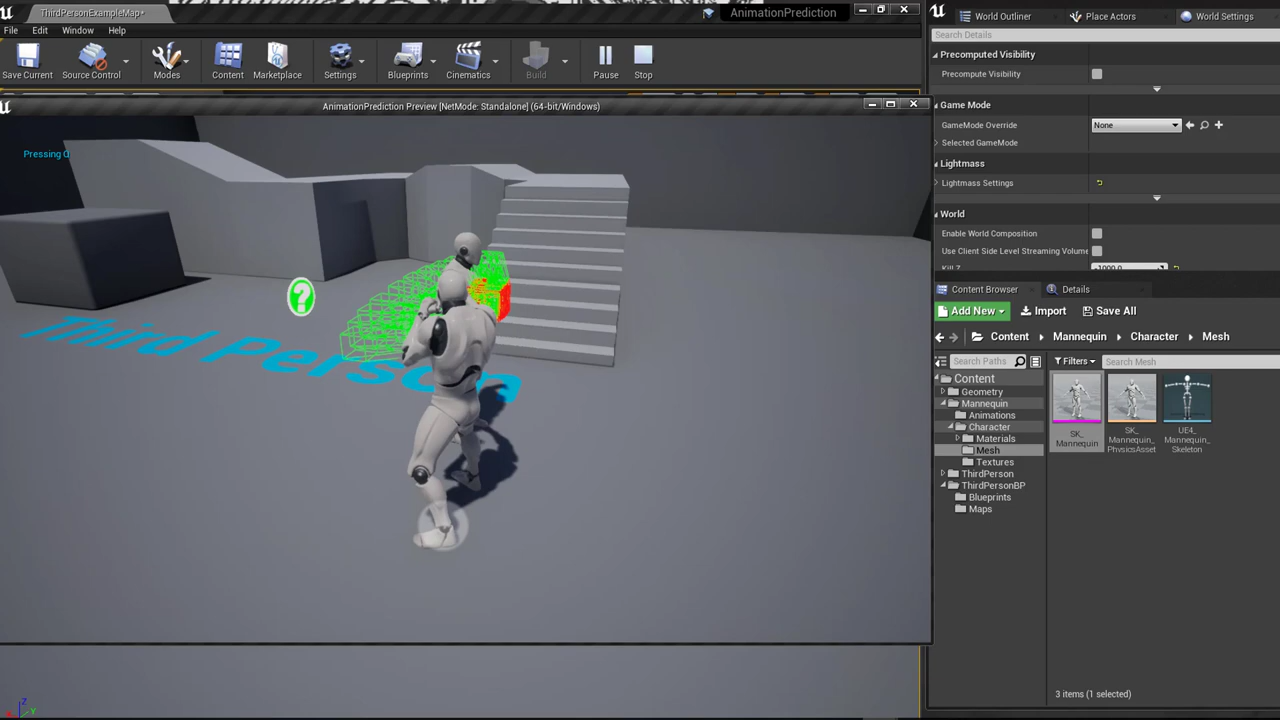 ThirdPersonExampleMap*
AnimationPrediction
File Edit Window Help
Save Current
Source Control
Modes
Content
Marketplace
Settings
Blueprints
Cinematics
Build
Pause
Stop
AnimationPrediction Preview [NetMode: Standalone] (64-bit/Windows)
Pressing Q
Third Person
World Outliner
Place Actors
World Settings
Search Details
Precomputed Visibility
Precompute Visibility
Game Mode
GameMode Override
None
Selected GameMode
Lightmass
Lightmass Settings
World
Enable World Composition
Use Client Side Level Streaming Volume
Kill Z
-1000.0
Content Browser
Details
Add New
Import
Save All
Content
Mannequin
Character
Mesh
Search Paths
Filters
Search Mesh
Content
Geometry
Mannequin
Animations
Character
Materials
Mesh
Textures
ThirdPerson
ThirdPersonBP
Blueprints
Maps
SK_
Mannequin
SK_
Mannequin_
PhysicsAsset
UE4_
Mannequin_
Skeleton
3 items (1 selected)
Z
Y